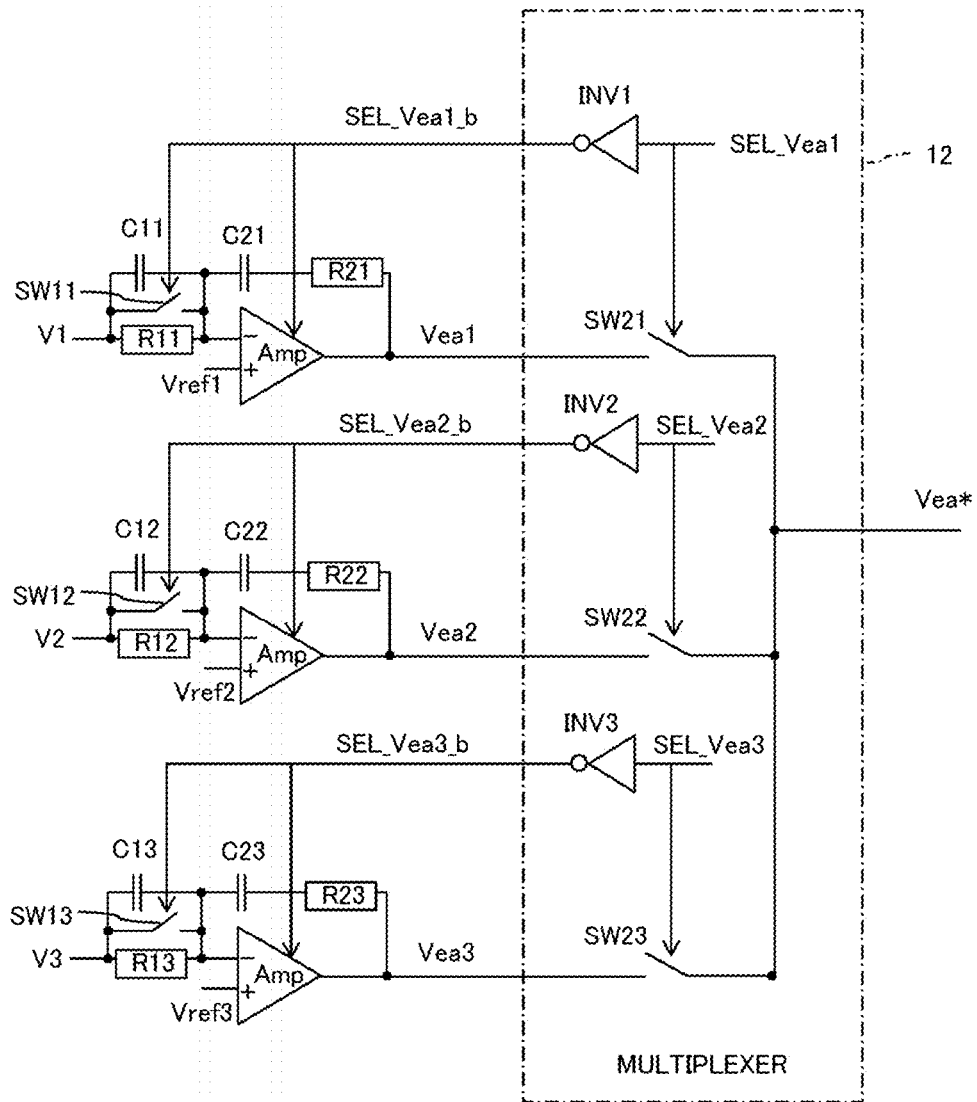 INV1
SEL_Vea1_b
SEL_Vea1
12
C11
C21
R21
SW11
SW21
V1
R11
−
Amp
Vea1
Vref1
+
INV2
SEL_Vea2_b
SEL_Vea2
Vea*
C12
C22
R22
SW12
SW22
V2
R12
−
Amp
Vea2
Vref2
+
INV3
SEL_Vea3_b
SEL_Vea3
C13
C23
R23
SW13
SW23
V3
R13
−
Amp
Vea3
Vref3
+
MULTIPLEXER